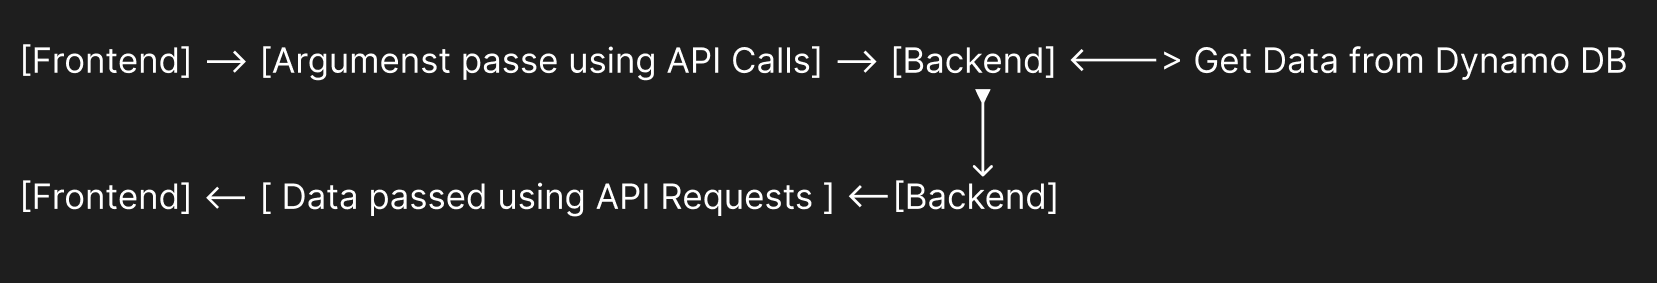 [Frontend] → [Argumenst passe using API Calls] → [Backend] <——> Get Data from Dynamo DB
[Frontend] ← [ Data passed using API Requests ] ←[Backend]